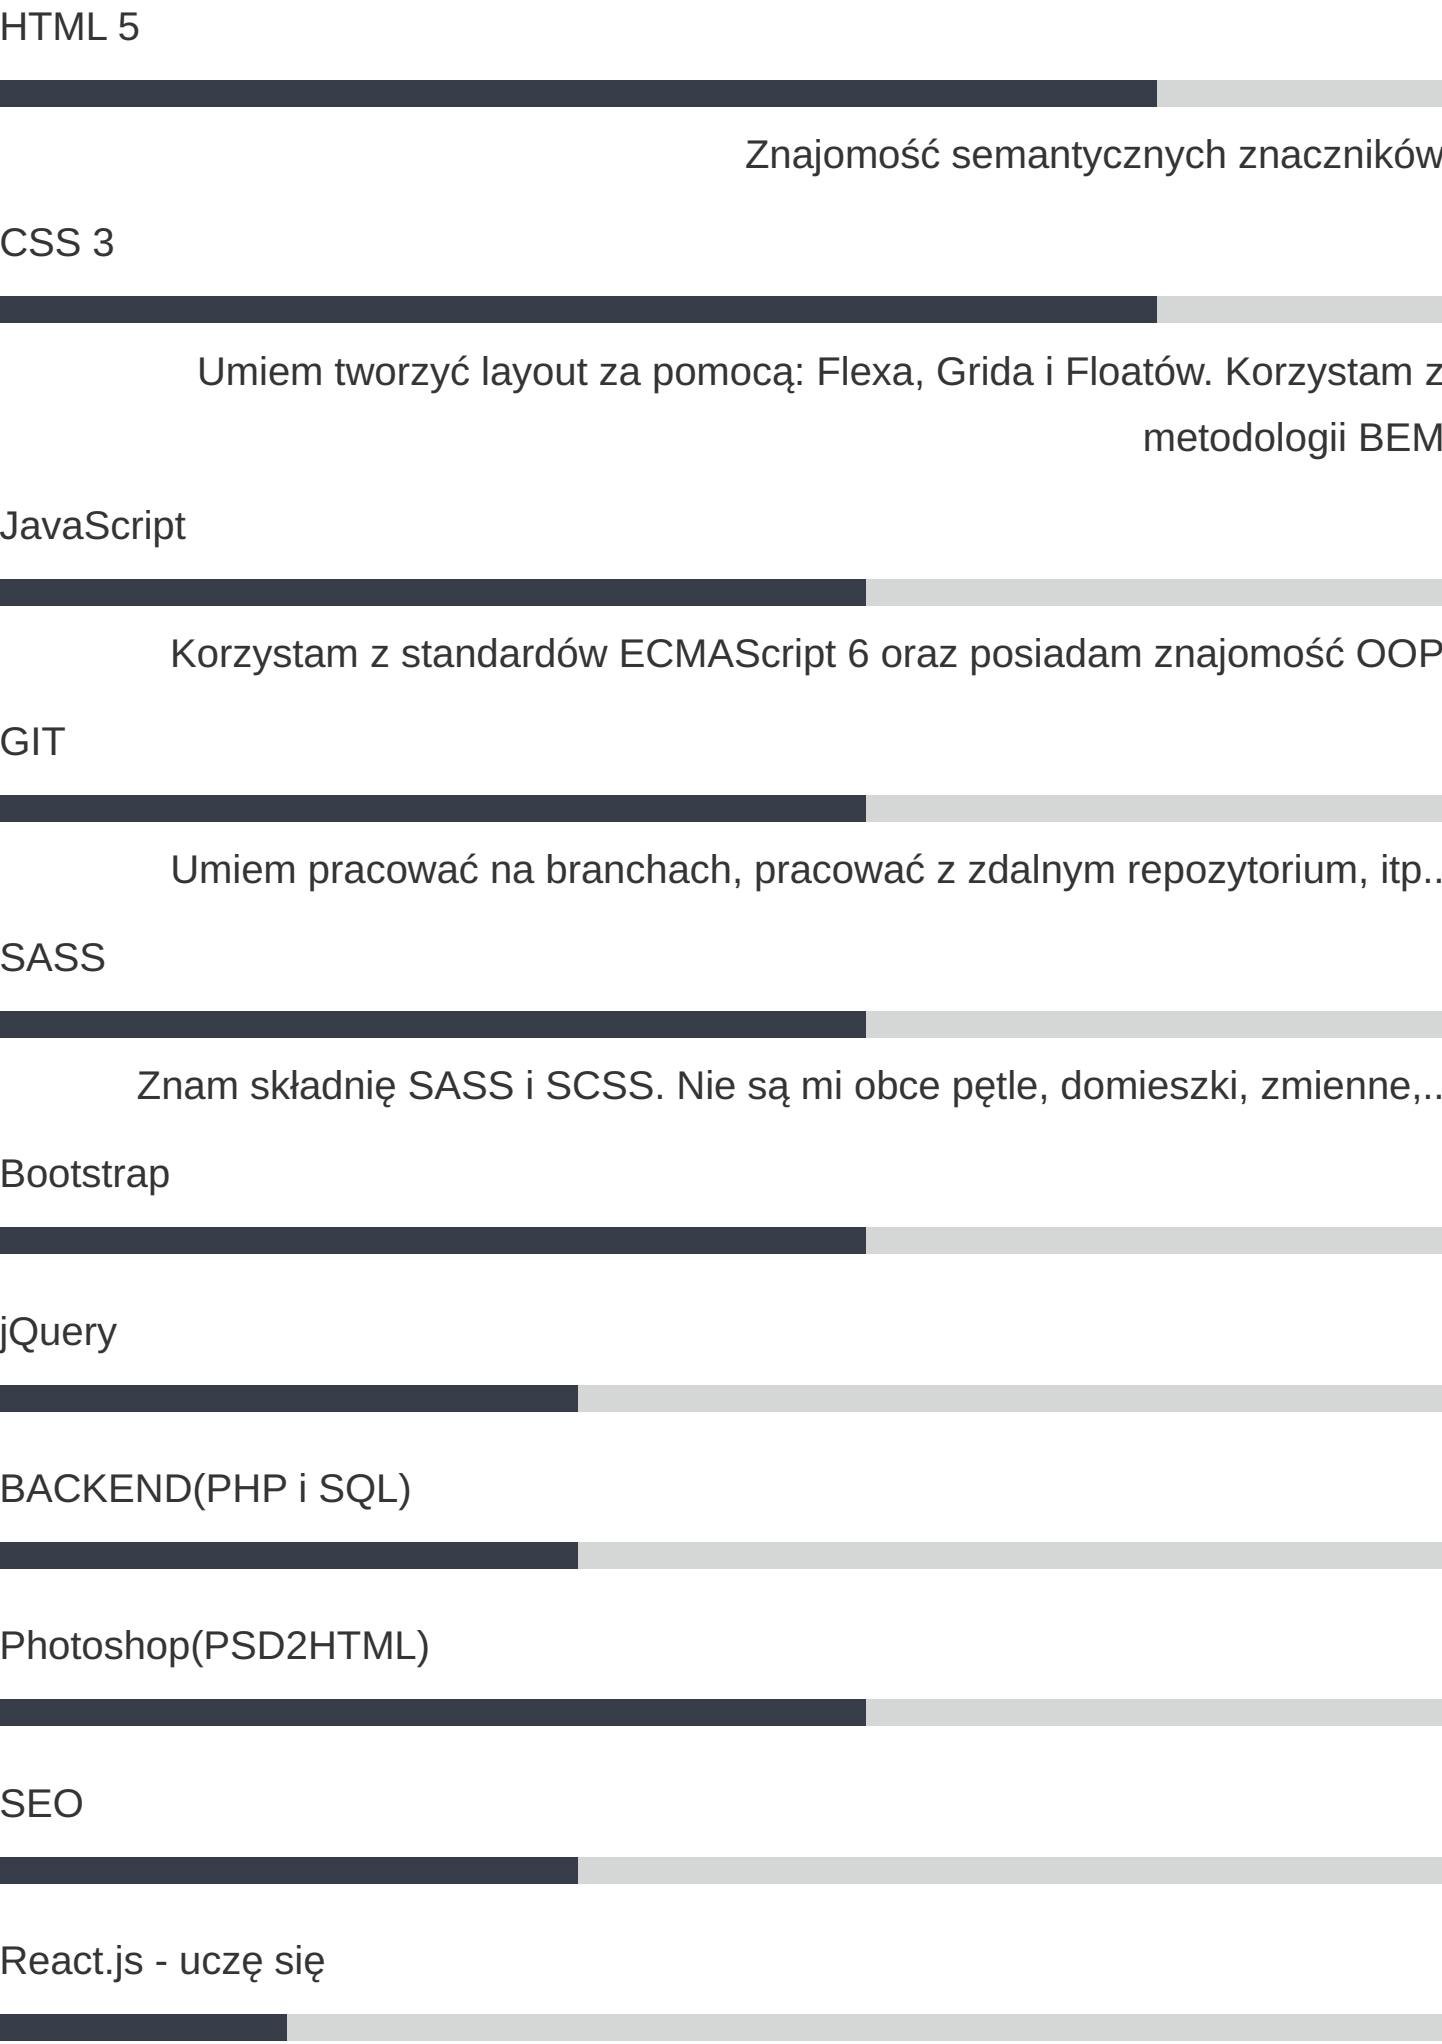 HTML 5
Znajomość semantycznych znaczników
CSS 3
Umiem tworzyć layout za pomocą: Flexa, Grida i Floatów. Korzystam z
metodologii BEM
JavaScript
Korzystam z standardów ECMAScript 6 oraz posiadam znajomość OOP
GIT
Umiem pracować na branchach, pracować z zdalnym repozytorium, itp..
SASS
Znam składnię SASS i SCSS. Nie są mi obce pętle, domieszki, zmienne,..
Bootstrap
jQuery
BACKEND(PHP i SQL)
Photoshop(PSD2HTML)
SEO
React.js - uczę się